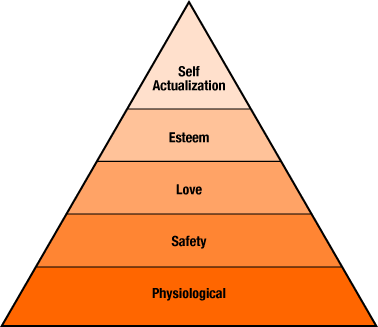 Self
Actualization
Esteem
Love
Safety
Physiological